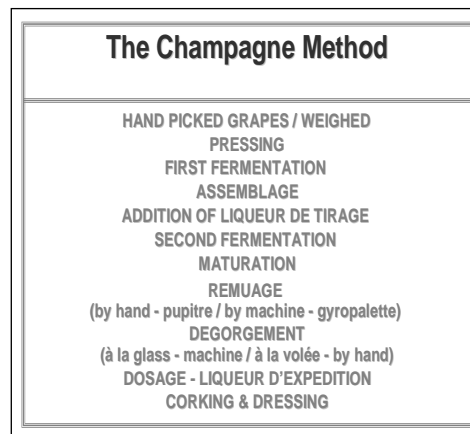 The Champagne Method
HAND PICKED GRAPES / WEIGHED
PRESSING
FIRST FERMENTATION
ASSEMBLAGE
ADDITION OF LIQUEUR DE TIRAGE
SECOND FERMENTATION
MATURATION
REMUAGE
(by hand - pupitre / by machine - gyropalette)
DEGORGEMENT
(à la glass - machine / à la volée - by hand)
DOSAGE - LIQUEUR D'EXPEDITION
CORKING & DRESSING